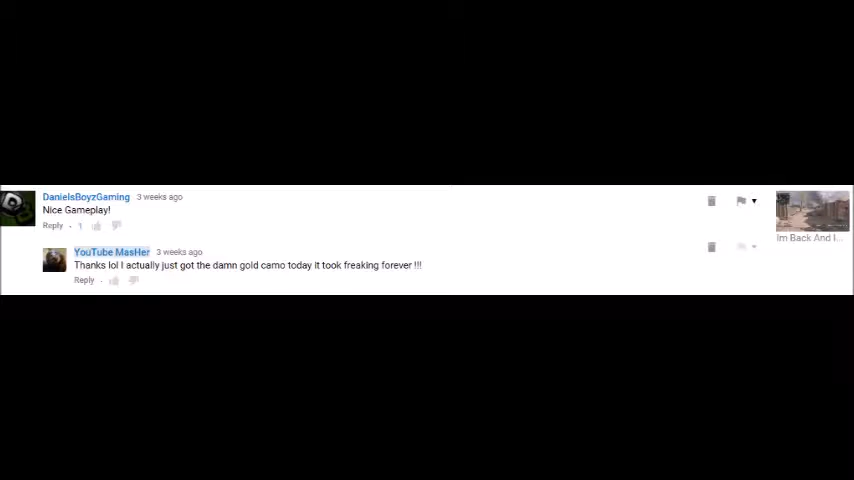 DanielsBoyzGaming 3 weeks ago
Nice Gameplay!
Reply · 1
YouTube MasHer 3 weeks ago
Thanks lol I actually just got the damn gold camo today it took freaking forever !!!
Reply ·
Im Back And I...